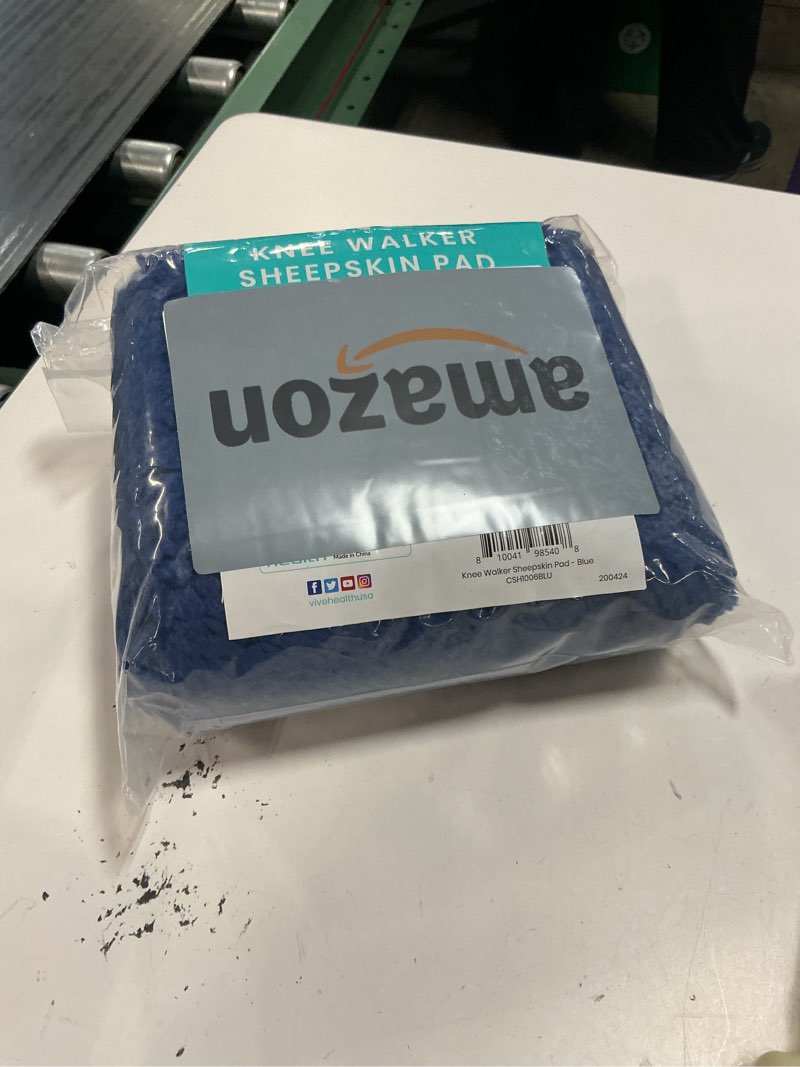 KNEE WALKER
SHEEPSKIN PAD
amazon
Made in China
vivehealthusa
8 10041 98540 8
Knee Walker Sheepskin Pad - Blue
CSH1006BLU
200424